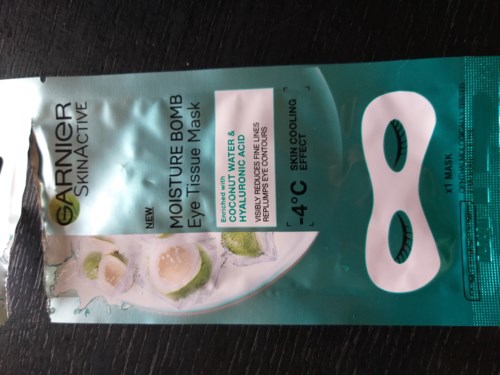 GARNIER
SKINACTIVE
NEW
MOISTURE BOMB
Eye Tissue Mask
Enriched with
COCONUT WATER &
HYALURONIC ACID
VISIBLY REDUCES FINE LINES
REPLUMPS EYE CONTOURS
-4°C
SKIN COOLING
EFFECT
X1 MASK